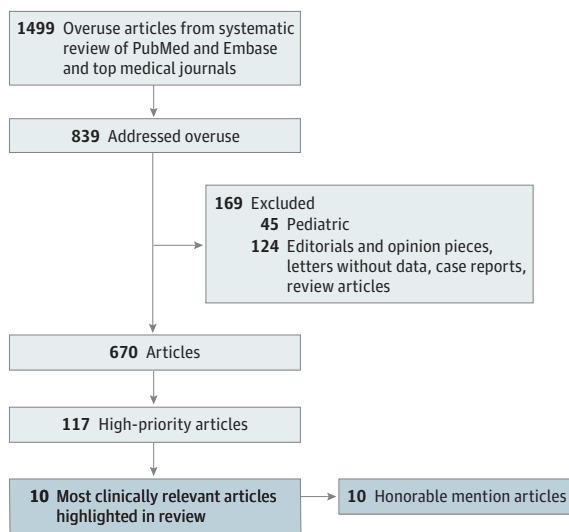 1499 Overuse articles from systematic
review of PubMed and Embase
and top medical journals
839 Addressed overuse
169 Excluded
45 Pediatric
124 Editorials and opinion pieces,
letters without data, case reports,
review articles
670 Articles
117 High-priority articles
10 Most clinically relevant articles
highlighted in review
10 Honorable mention articles